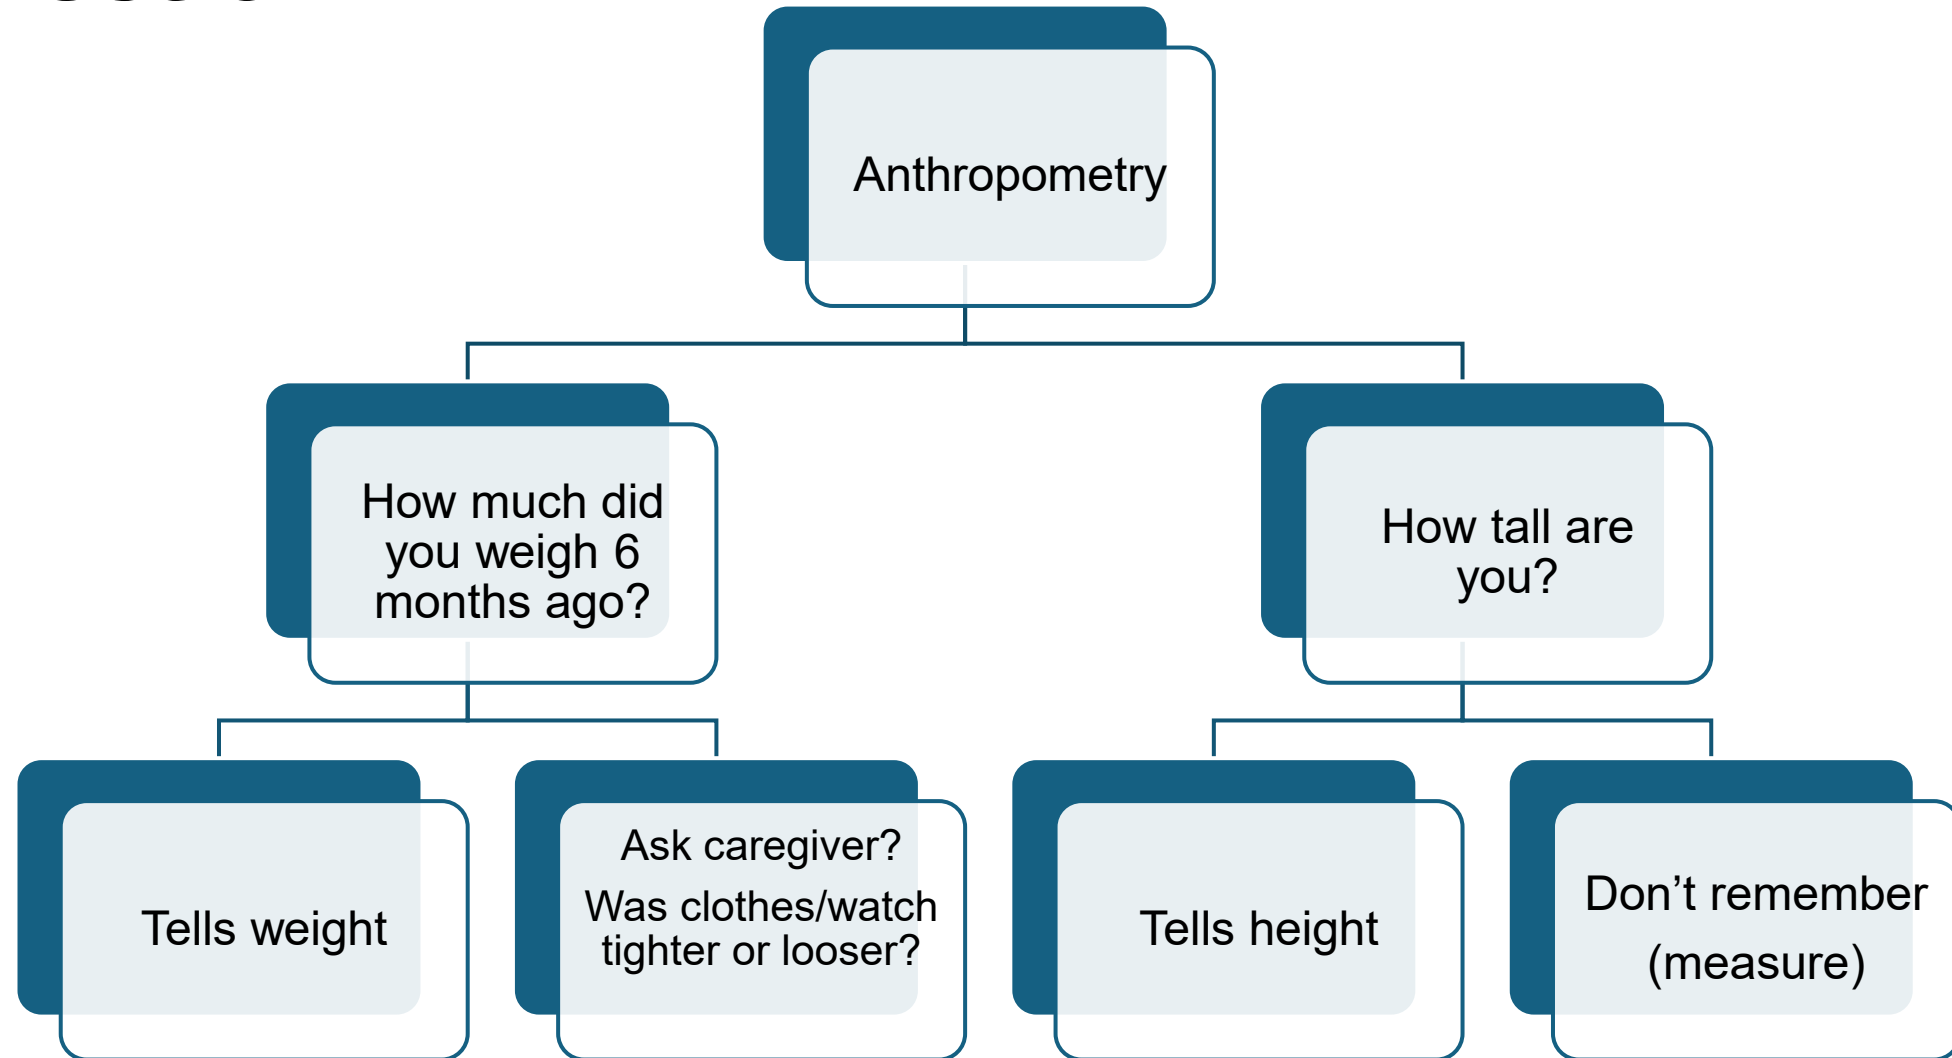 Anthropometry
How much did
you weigh 6
months ago?
How tall are
you?
Tells weight
Ask caregiver?
Was clothes/watch
tighter or looser?
Tells height
Don’t remember
(measure)